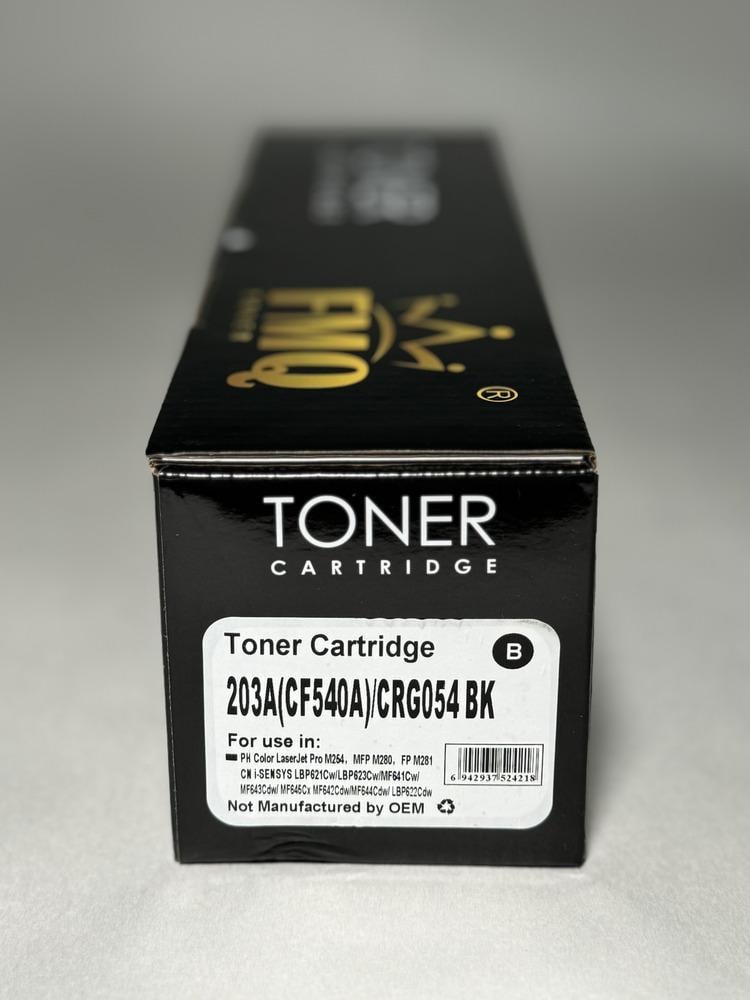 FMQ
®
TONER
CARTRIDGE
Toner Cartridge
B
203A(CF540A)/CRG054 BK
For use in:
PH Color LaserJet Pro M254, MFP M280, FP M281
CN i-SENSYS LBP621Cw/LBP623Cw/MF641Cw/
MF643Cdw/ MF645Cx MF642Cdw/MF644Cdw/ LBP622Cdw
6 942937 524218
Not Manufactured by OEM